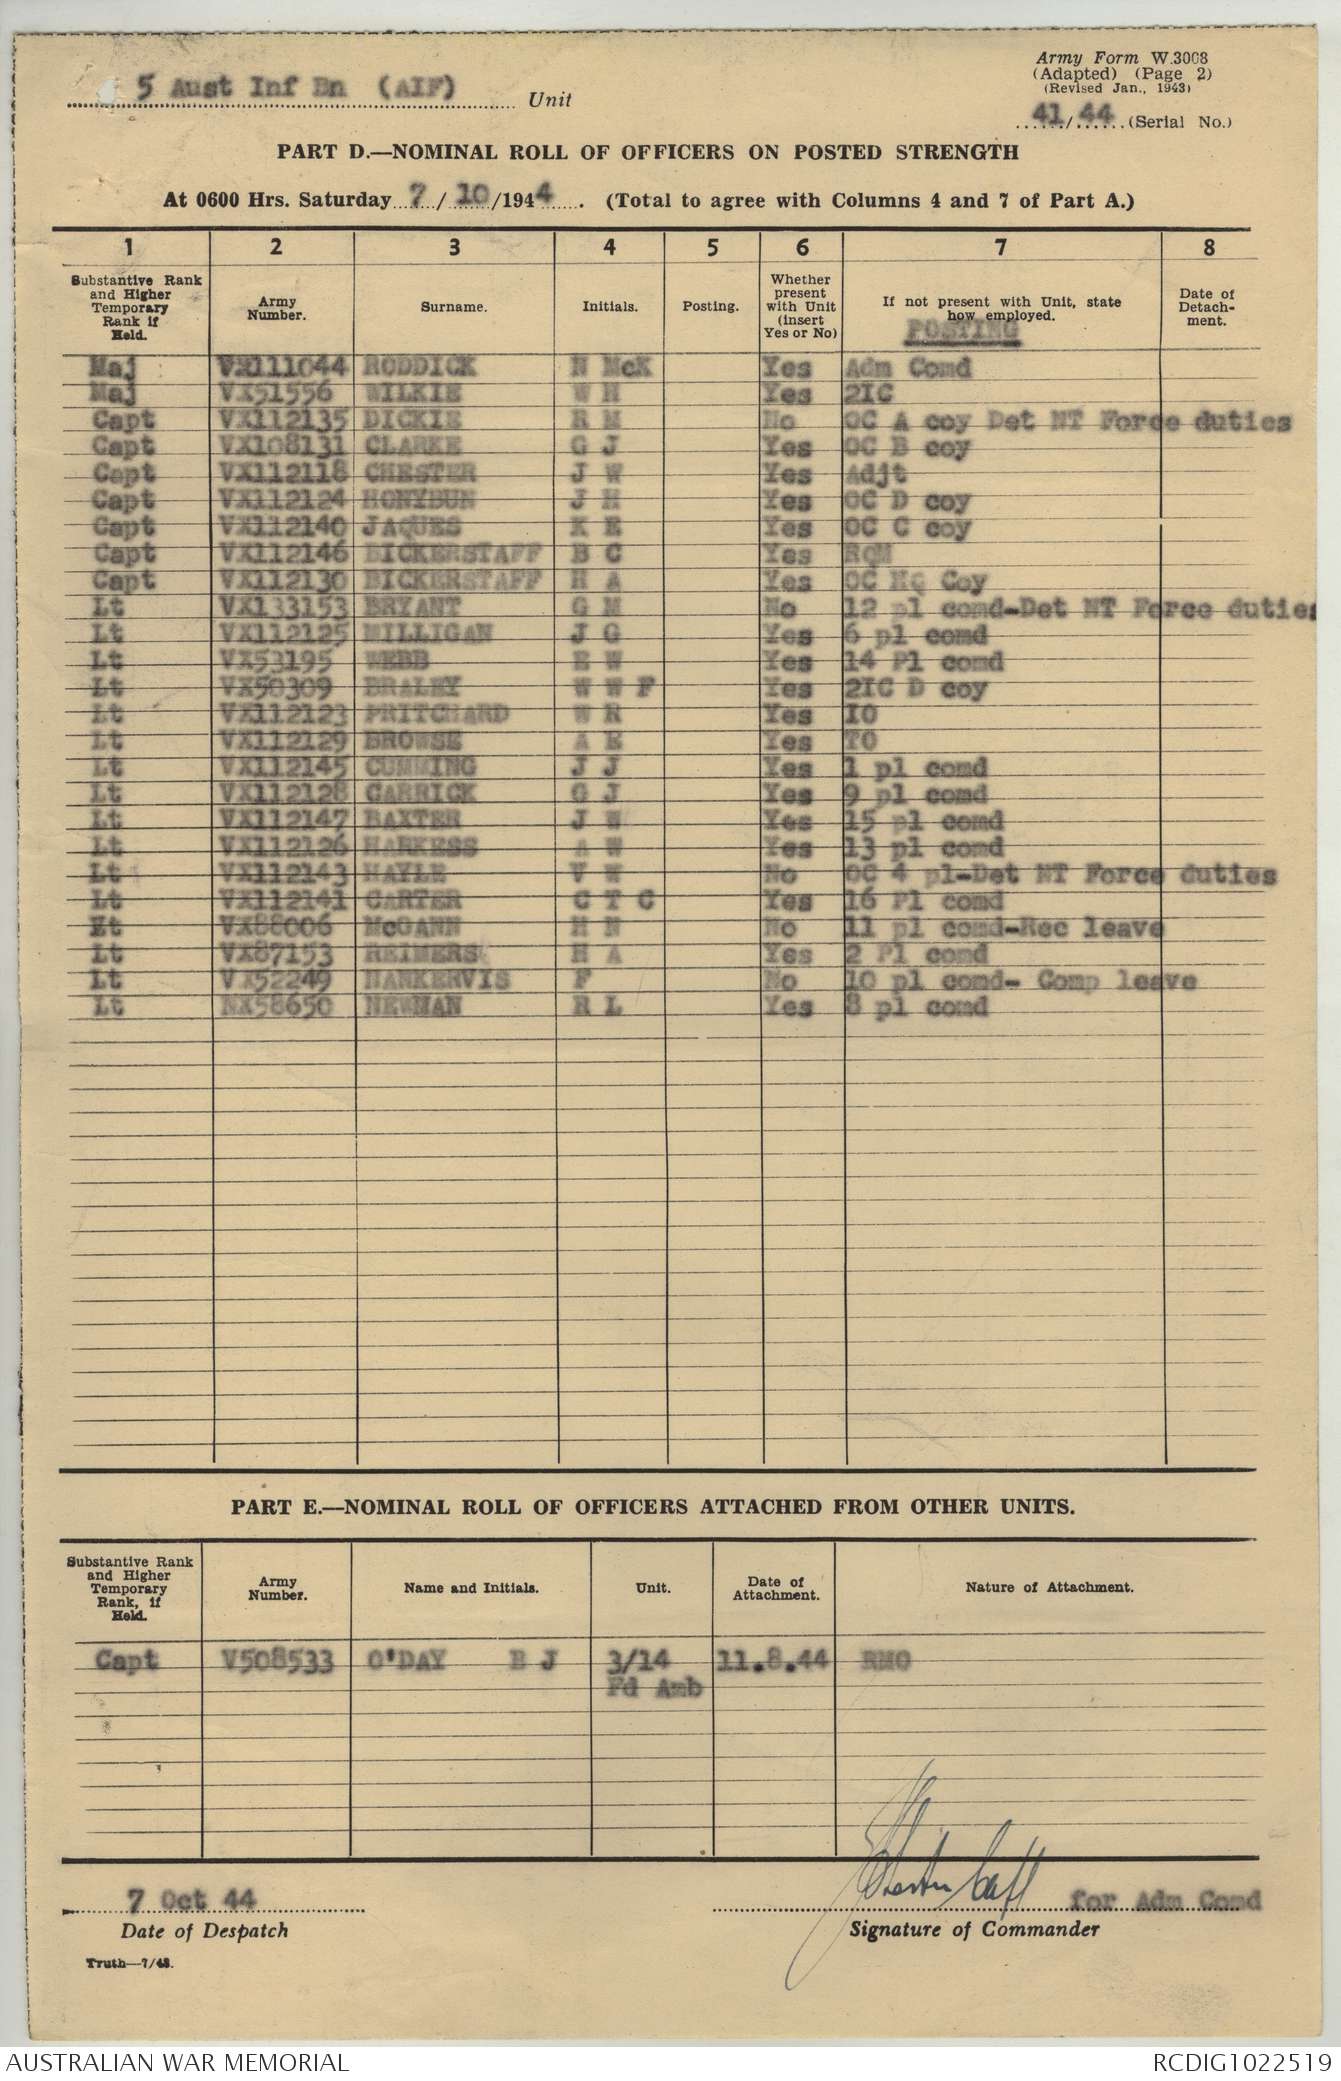 Army Form W.3008
(Adapted) (Page 2)
(Revised Jan., 1943)
5 Aust Inf Bn (AIF) Unit
41/44 (Serial No.)
PART D.—NOMINAL ROLL OF OFFICERS ON POSTED STRENGTH
At 0600 Hrs. Saturday 7/10/1944. (Total to agree with Columns 4 and 7 of Part A.)
1 2 3 4 5 6 7 8
Substantive Rank and Higher Temporary Rank if Held. Army Number. Surname. Initials. Posting. Whether present with Unit (insert Yes or No) If not present with Unit, state how employed. Date of Detachment.
POSTING
Maj VX111044 RODDICK N McK Yes Adm Comd
Maj VX51556 WILKIE W H Yes 2IC
Capt VX112135 DICKIE R M No OC A coy Det NT Force duties
Capt VX108131 CLARKE G J Yes OC B coy
Capt VX112118 CHESTER J W Yes Adjt
Capt VX112124 HONYBUN J H Yes OC D coy
Capt VX112140 JAQUES K E Yes OC C coy
Capt VX112146 BICKERSTAFF B C Yes RQM
Capt VX112130 BICKERSTAFF H A Yes OC HQ Coy
Lt VX133153 BRYANT G M No 12 pl comd-Det NT Force duties
Lt VX112125 MILLIGAN J G Yes 6 pl comd
Lt VX53195 WEBB E W Yes 14 Pl comd
Lt VX50309 BRALEY W W F Yes 2IC D coy
Lt VX112123 PRITCHARD W R Yes IO
Lt VX112129 BROWSE A E Yes TO
Lt VX112145 CUMMING J J Yes 1 pl comd
Lt VX112128 CARRICK G J Yes 9 pl comd
Lt VX112147 BAXTER J W Yes 15 pl comd
Lt VX112126 HARKESS A W Yes 13 pl comd
Lt VX112143 HAYLE V W No OC 4 pl-Det NT Force duties
Lt VX112141 CARTER C T C Yes 16 Pl comd
Lt VX88006 McGANN H N No 11 pl comd-Rec leave
Lt VX87153 REIMERS H A Yes 2 Pl comd
Lt VX52249 HANKERVIS F No 10 pl comd- Comp leave
Lt NX58650 NEWMAN R L Yes 8 pl comd
PART E.—NOMINAL ROLL OF OFFICERS ATTACHED FROM OTHER UNITS.
Substantive Rank and Higher Temporary Rank, if Held. Army Number. Name and Initials. Unit. Date of Attachment. Nature of Attachment.
Capt V508533 O'DAY B J 3/14 11.8.44 RMO
Fd Amb
7 Oct 44
for Adm Comd
Date of Despatch
Signature of Commander
Truth—7/43.
AUSTRALIAN WAR MEMORIAL
RCDIG1022519